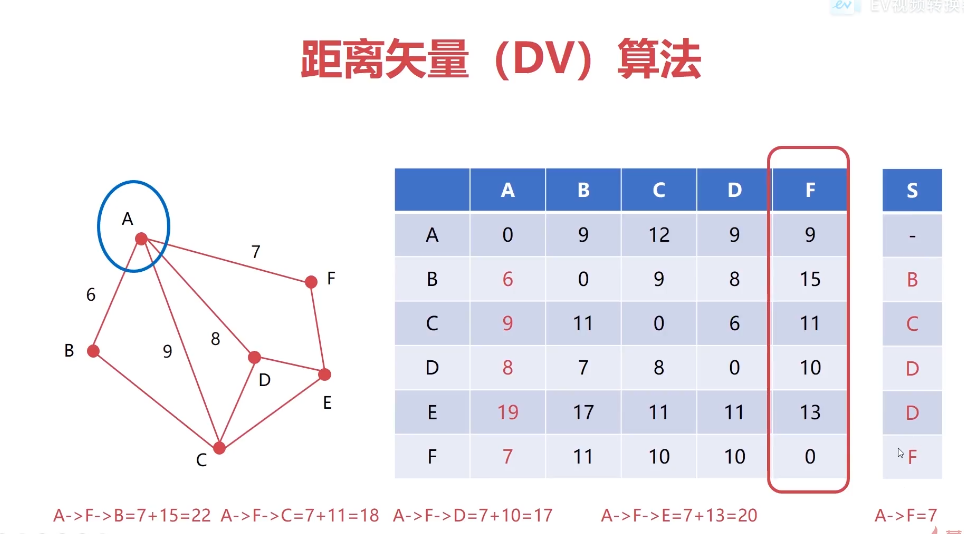 EV视频转换
距离矢量（DV）算法
A
7
F
6
8
B
9
D
E
C
A B C D F S
A 0 9 12 9 9 -
B 6 0 9 8 15 B
C 9 11 0 6 11 C
D 8 7 8 0 10 D
E 19 17 11 11 13 D
F 7 11 10 10 0 F
A->F->B=7+15=22 A->F->C=7+11=18 A->F->D=7+10=17 A->F->E=7+13=20 A->F=7